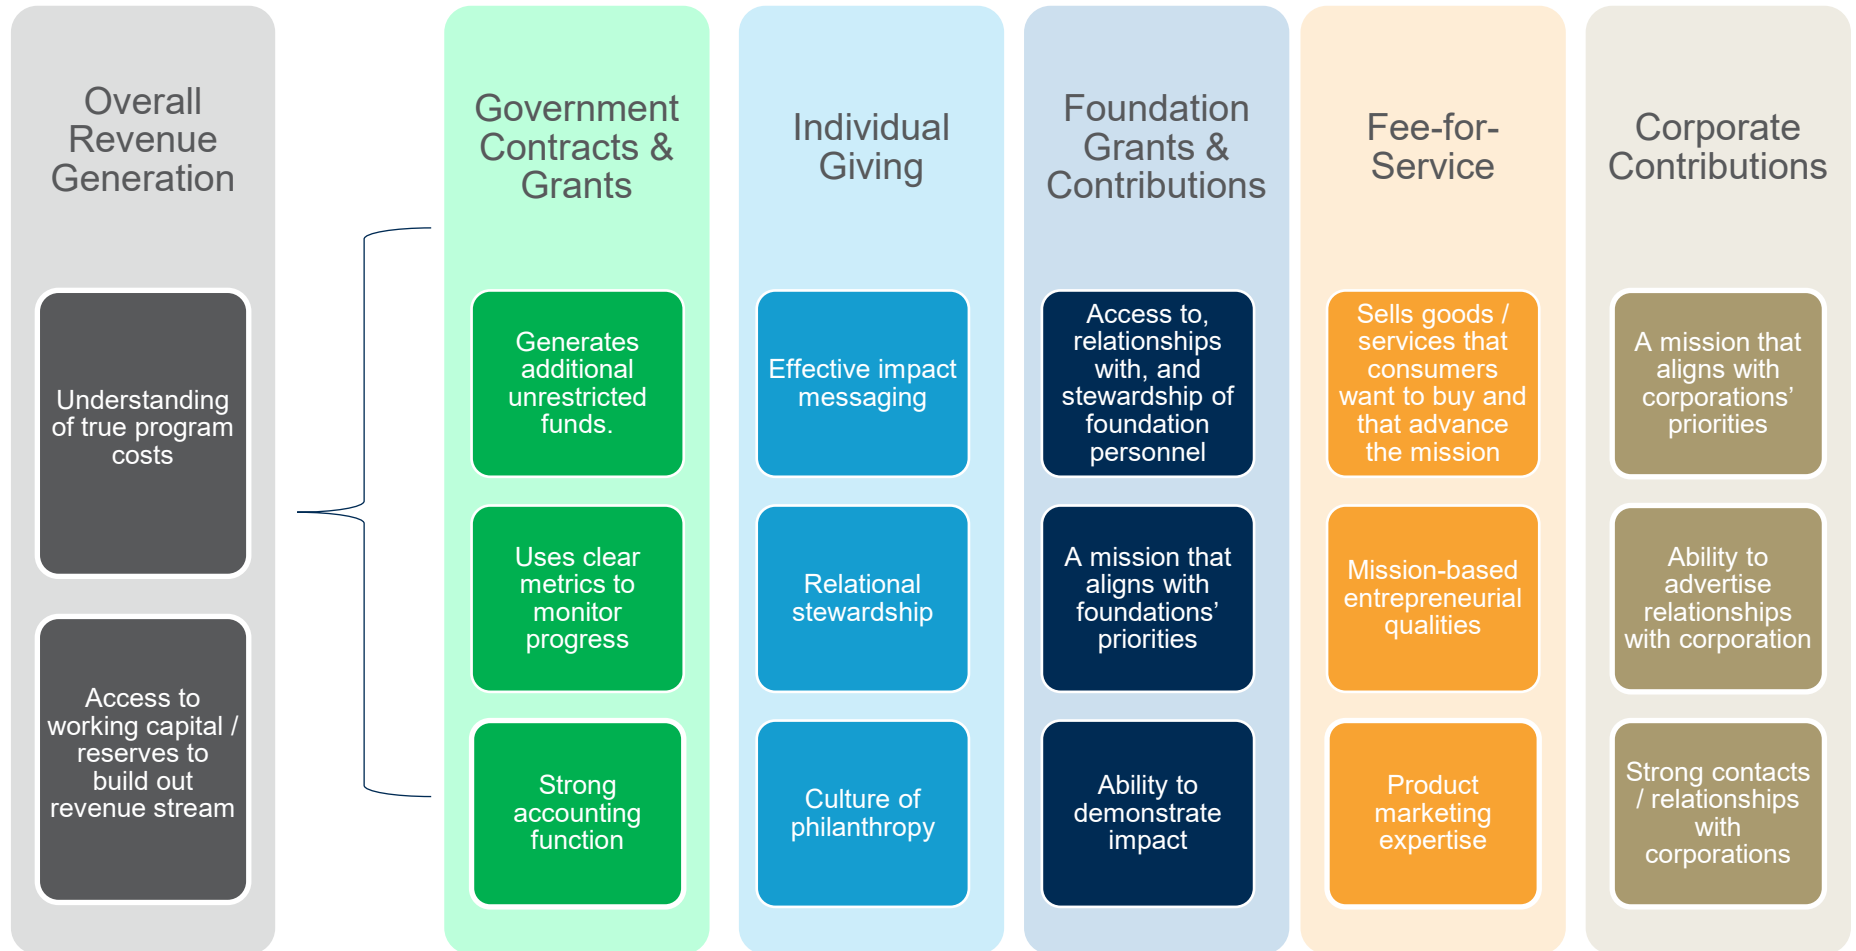 Overall
Revenue
Generation
Understanding
of true program
costs
Access to
working capital /
reserves to
build out
revenue stream
Government
Contracts &
Grants
Generates
additional
unrestricted
funds.
Uses clear
metrics to
monitor
progress
Strong
accounting
function
Individual
Giving
Effective impact
messaging
Relational
stewardship
Culture of
philanthropy
Foundation
Grants &
Contributions
Access to,
relationships
with, and
stewardship of
foundation
personnel
A mission that
aligns with
foundations’
priorities
Ability to
demonstrate
impact
Fee-for-
Service
Sells goods /
services that
consumers
want to buy and
that advance
the mission
Mission-based
entrepreneurial
qualities
Product
marketing
expertise
Corporate
Contributions
A mission that
aligns with
corporations’
priorities
Ability to
advertise
relationships
with corporation
Strong contacts
/ relationships
with
corporations